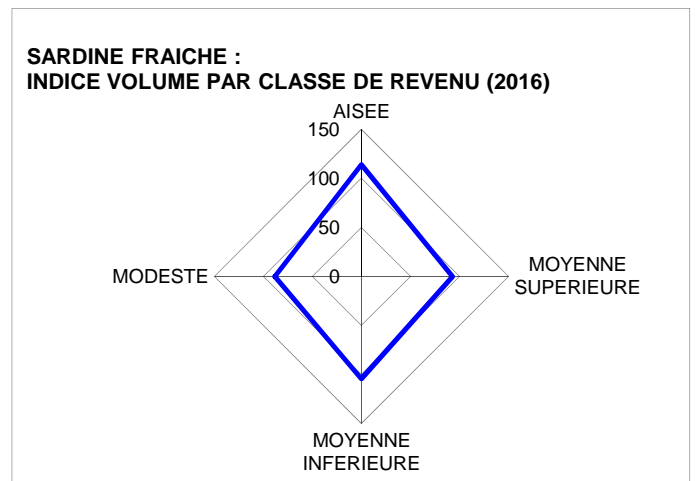 SARDINE FRAICHE :
INDICE VOLUME PAR CLASSE DE REVENU (2016)
AISEE
150
100
50
0
MODESTE
MOYENNE
SUPERIEURE
MOYENNE
INFERIEURE